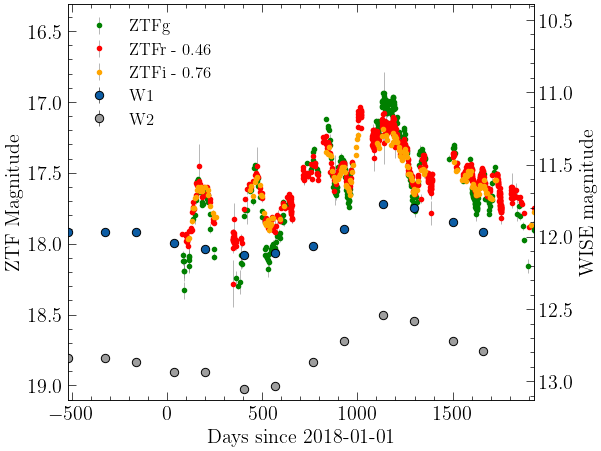 ZTFg
ZTFr - 0.46
ZTFi - 0.76
W1
W2
16.5
17.0
17.5
18.0
18.5
19.0
ZTF Magnitude
10.5
11.0
11.5
12.0
12.5
13.0
WISE magnitude
−500 0 500 1000 1500
Days since 2018-01-01